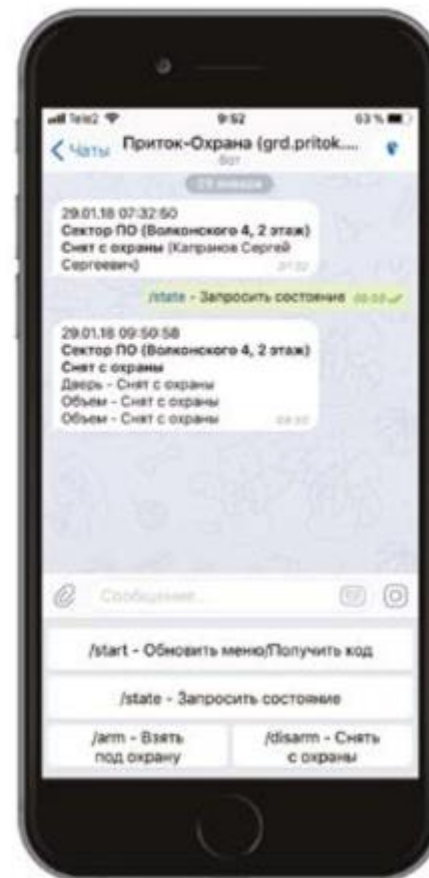 Tele2 9:52 63 %
Чаты Приток-Охрана (grd.pritok....
бот
29 января
29.01.18 07:32:50
Сектор ПО (Волконского 4, 2 этаж)
Снят с охраны (Капранов Сергей
Сергеевич)
/state - Запросить состояние
29.01.18 09:50:58
Сектор ПО (Волконского 4, 2 этаж)
Снят с охраны
Дверь - Снят с охраны
Объем - Снят с охраны
Объем - Снят с охраны
Сообщение...
/start - Обновить меню/Получить код
/state - Запросить состояние
/arm - Взять
под охрану
/disarm - Снять
с охраны